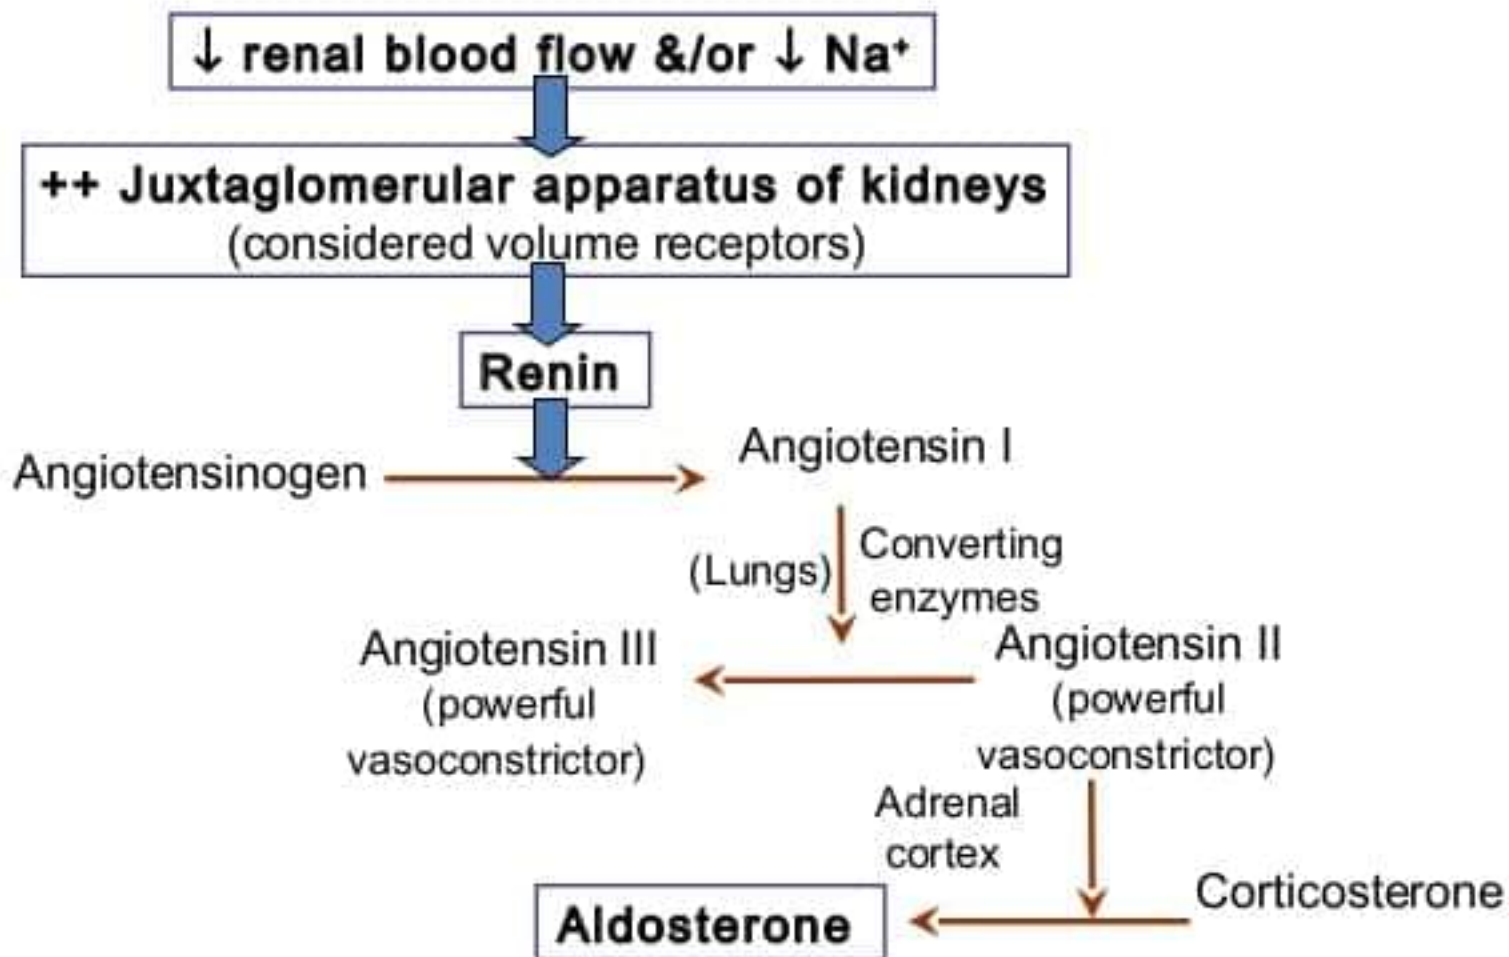 ↓ renal blood flow &/or ↓ Na⁺
++ Juxtaglomerular apparatus of kidneys
(considered volume receptors)
Renin
Angiotensinogen
Angiotensin I
(Lungs)
Converting
enzymes
Angiotensin III
(powerful
vasoconstrictor)
Angiotensin II
(powerful
vasoconstrictor)
Adrenal
cortex
Corticosterone
Aldosterone